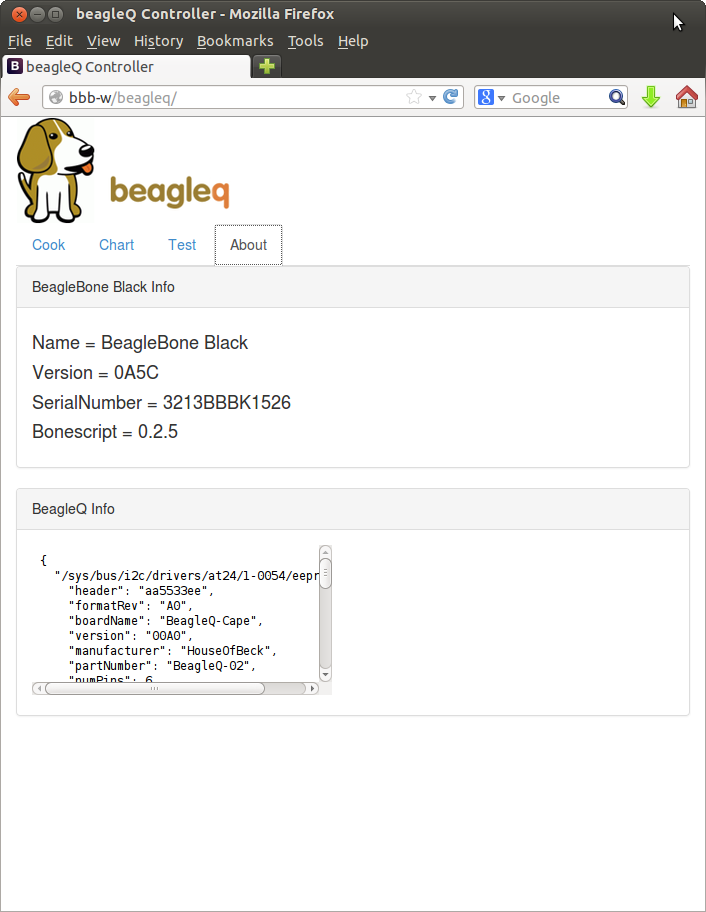 beagleQ Controller - Mozilla Firefox
File Edit View History Bookmarks Tools Help
B beagleQ Controller
bbb-w/beagleq/
8 Google
beagleq
Cook Chart Test About
BeagleBone Black Info
Name = BeagleBone Black
Version = 0A5C
SerialNumber = 3213BBBK1526
Bonescript = 0.2.5
BeagleQ Info
{
"/sys/bus/i2c/drivers/at24/1-0054/eepr
"header": "aa5533ee",
"formatRev": "A0",
"boardName": "BeagleQ-Cape",
"version": "00A0",
"manufacturer": "HouseOfBeck",
"partNumber": "BeagleQ-02",
"numPins": 6